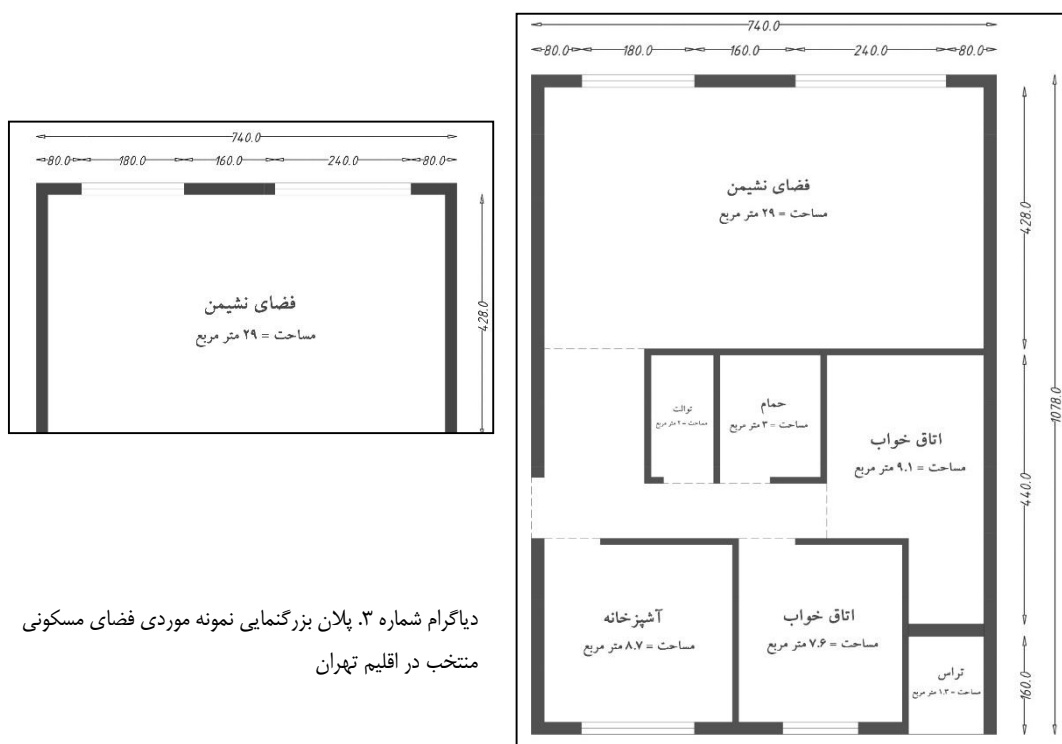 740.0
80.0 180.0 160.0 240.0 80.0
فضای نشیمن
مساحت = ۲۹ متر مربع
428.0
دیاگرام شماره ۳. پلان بزرگنمایی نمونه موردی فضای مسکونی
منتخب در اقلیم تهران
740.0
80.0 180.0 160.0 240.0 80.0
فضای نشیمن
مساحت = ۲۹ متر مربع
428.0
1078.0
توالت
مساحت = ۲ متر مربع
حمام
مساحت = ۳ متر مربع
اتاق خواب
مساحت = ۹.۱ متر مربع
440.0
آشپزخانه
مساحت = ۸.۷ متر مربع
اتاق خواب
مساحت = ۷.۶ متر مربع
تراس
مساحت = ۱.۳ متر مربع
160.0